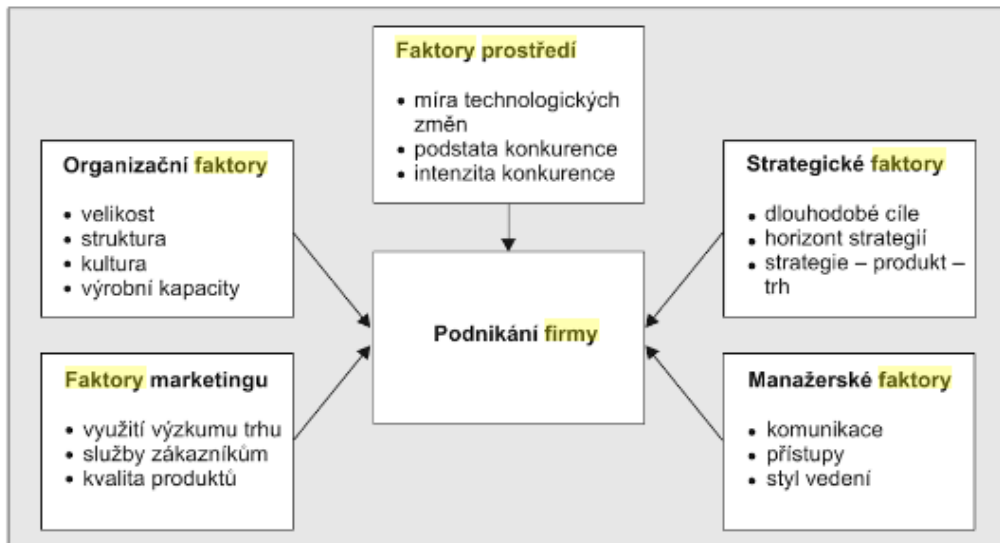 Faktory prostředí
• míra technologických
změn
• podstata konkurence
• intenzita konkurence
Organizační faktory
• velikost
• struktura
• kultura
• výrobní kapacity
Strategické faktory
• dlouhodobé cíle
• horizont strategií
• strategie – produkt –
trh
Podnikání firmy
Faktory marketingu
• využití výzkumu trhu
• služby zákazníkům
• kvalita produktů
Manažerské faktory
• komunikace
• přístupy
• styl vedení